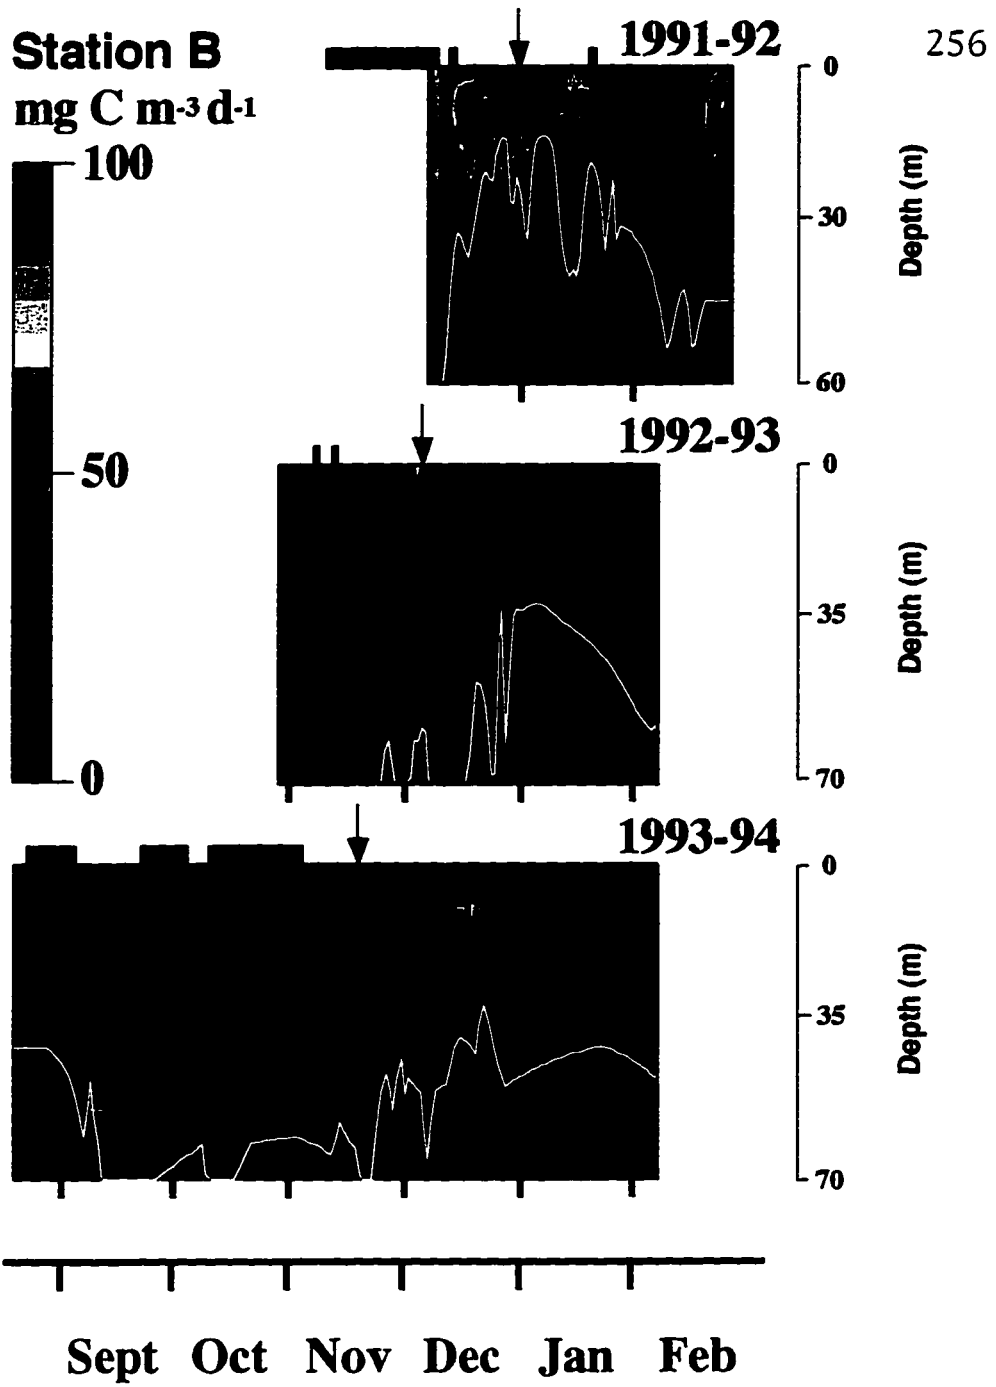 Station B
mg C m-3 d-1
100
50
0
256
1991-92
0
30
60
Depth (m)
1992-93
0
35
70
Depth (m)
1993-94
0
35
70
Depth (m)
Sept Oct Nov Dec Jan Feb